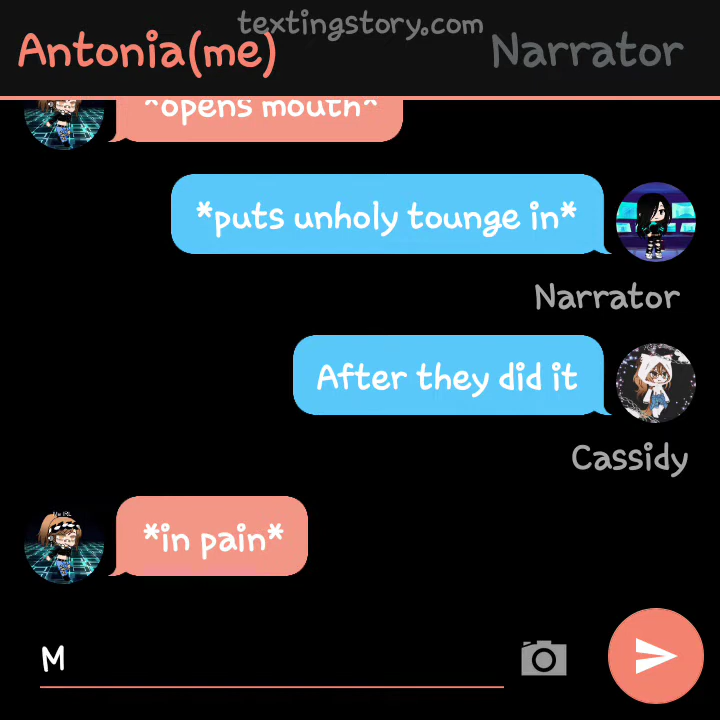 textingstory.com
Antonia(me)
Narrator
*opens mouth*
*puts unholy tounge in*
Narrator
After they did it
Cassidy
*in pain*
M